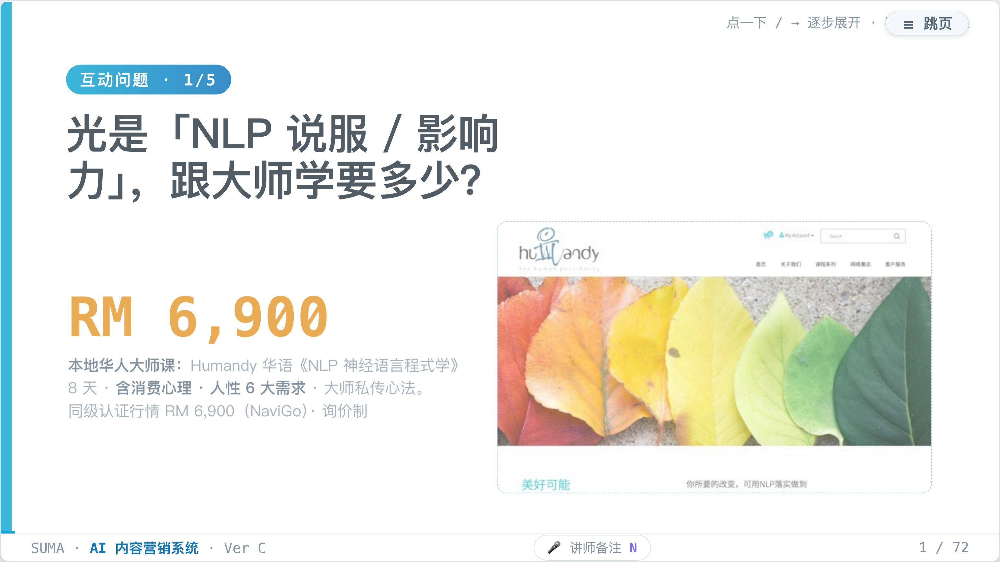 点一下 / → 逐步展开 ·
≡ 跳页
互动问题 · 1/5
光是「NLP 说服 / 影响
力」，跟大师学要多少？
humandy
for human possibility
My Account
Search
首页 关于我们 课程系列 网络書店 客户服务
RM 6,900
本地华人大师课：Humandy 华语《NLP 神经语言程式学》
8 天 · 含消费心理 · 人性 6 大需求 · 大师私传心法。
同级认证行情 RM 6,900（NaviGo）· 询价制
美好可能
你所要的改变，可用NLP落实做到
SUMA · AI 内容营销系统 · Ver C
讲师备注 N
1 / 72